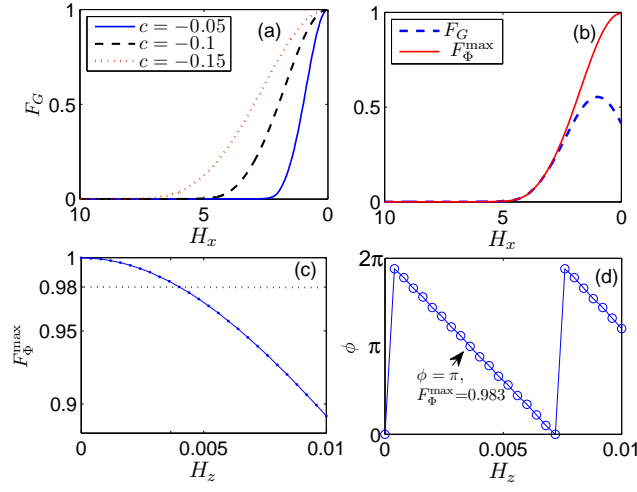 (a)
c = −0.05
c = −0.1
c = −0.15
F_G
1
0.5
0
10
5
0
H_x
(b)
F_G
F_Φ^max
1
0.5
0
10
5
0
H_x
(c)
F_Φ^max
1
0.98
0.95
0.9
0
0.005
0.01
H_z
(d)
ϕ
2π
π
0
ϕ = π,
F_Φ^max=0.983
0
0.005
0.01
H_z